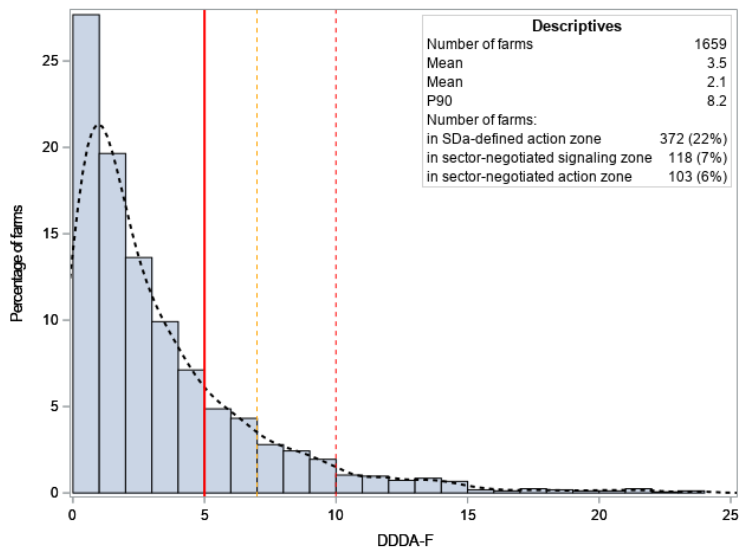 Descriptives
Number of farms 1659
Mean 3.5
Mean 2.1
P90 8.2
Number of farms:
in SDa-defined action zone 372 (22%)
in sector-negotiated signaling zone 118 (7%)
in sector-negotiated action zone 103 (6%)
Percentage of farms
25
20
15
10
5
0
0 5 10 15 20 25
DDDA-F